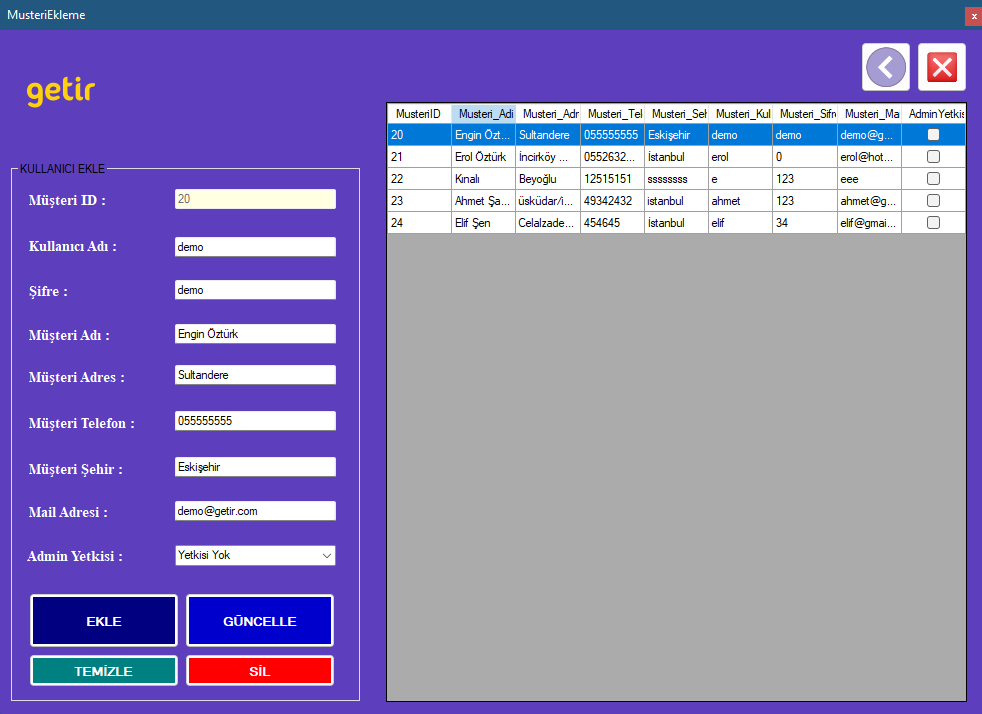 MusteriEkleme
getir
KULLANICI EKLE
Müşteri ID :
20
Kullanıcı Adı :
demo
Şifre :
demo
Müşteri Adı :
Engin Öztürk
Müşteri Adres :
Sultandere
Müşteri Telefon :
055555555
Müşteri Şehir :
Eskişehir
Mail Adresi :
demo@getir.com
Admin Yetkisi :
Yetkisi Yok
EKLE
GÜNCELLE
TEMİZLE
SİL
MusteriID Musteri_Adi Musteri_Adr Musteri_Tel Musteri_Seh Musteri_Kul Musteri_Sifre Musteri_Ma AdminYetkis
20 Engin Özt... Sultandere 055555555 Eskişehir demo demo demo@g...
21 Erol Öztürk İncirköy ... 0552632... İstanbul erol 0 erol@hot...
22 Kınalı Beyoğlu 12515151 ssssssss e 123 eee
23 Ahmet Şa... üsküdar/i... 49342432 istanbul ahmet 123 ahmet@g...
24 Elif Şen Celalzade... 454645 İstanbul elif 34 elif@gmai...